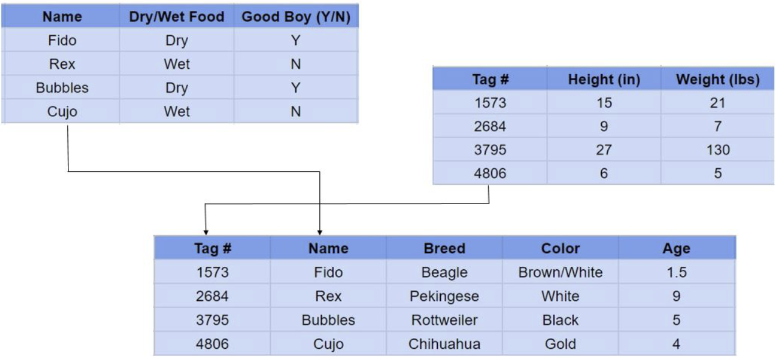 Name Dry/Wet Food Good Boy (Y/N)
Fido Dry Y
Rex Wet N
Bubbles Dry Y
Cujo Wet N
Tag # Height (in) Weight (lbs)
1573 15 21
2684 9 7
3795 27 130
4806 6 5
Tag # Name Breed Color Age
1573 Fido Beagle Brown/White 1.5
2684 Rex Pekingese White 9
3795 Bubbles Rottweiler Black 5
4806 Cujo Chihuahua Gold 4